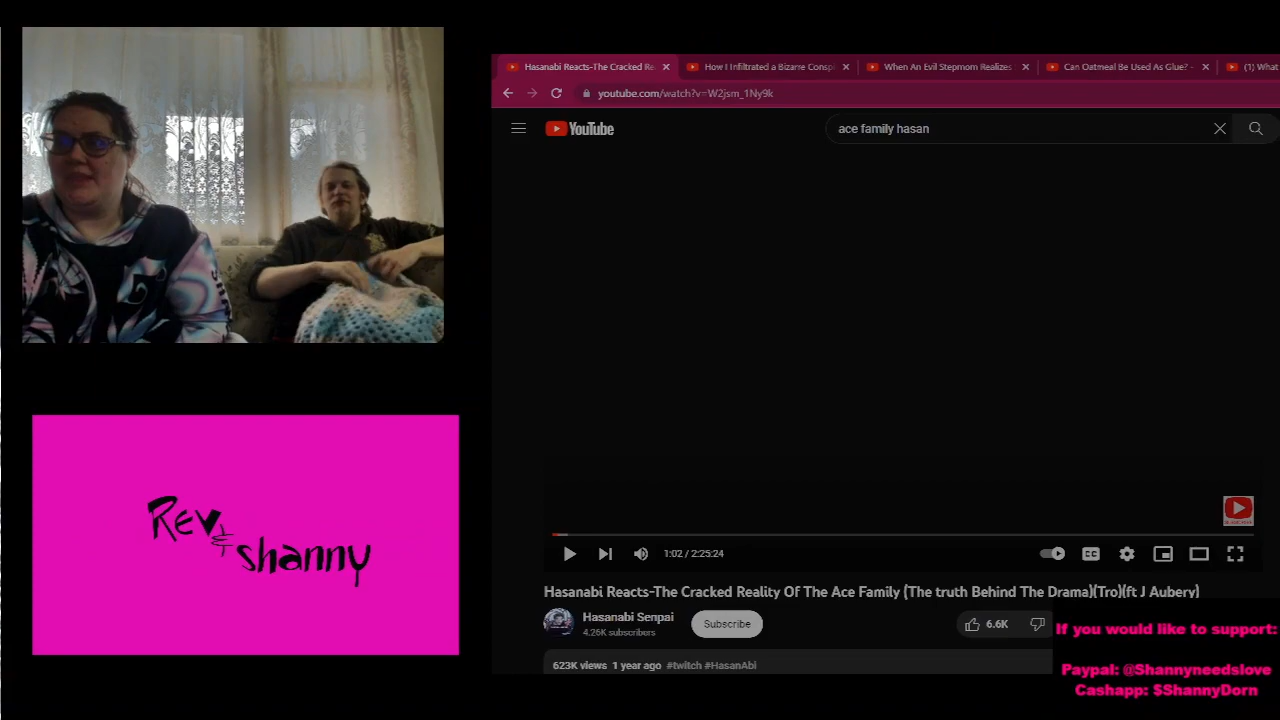 Hasanabi Reacts-The Cracked Re
How I Infiltrated a Bizarre Consp
When An Evil Stepmom Realizes
Can Oatmeal Be Used As Glue? -
(1) What
youtube.com/watch?v=W2jsm_1Ny9k
YouTube
ace family hasan
Rev
&
Shanny
1:02 / 2:25:24
CC
Hasanabi Reacts-The Cracked Reality Of The Ace Family (The truth Behind The Drama)(Tro)(ft J Aubery)
Hasanabi Senpai
4.26K subscribers
Subscribe
6.6K
623K views 1 year ago #twitch #HasanAbi
If you would like to support:
Paypal: @Shannyneedslove
Cashapp: $ShannyDorn